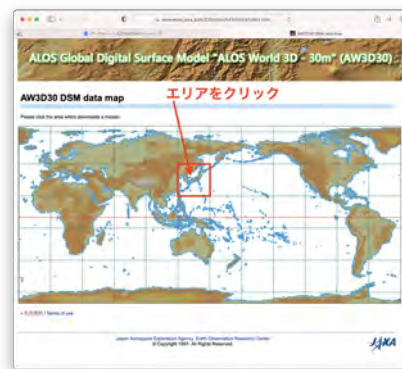 ALOS Global Digital Surface Model "ALOS World 3D - 30m" (AW3D30)
AW3D30 DSM data map
エリアをクリック
Please click the area which downloads a mosaic.
Terms of use
Japan Aerospace Exploration Agency Earth Observation Research Center
JAXA